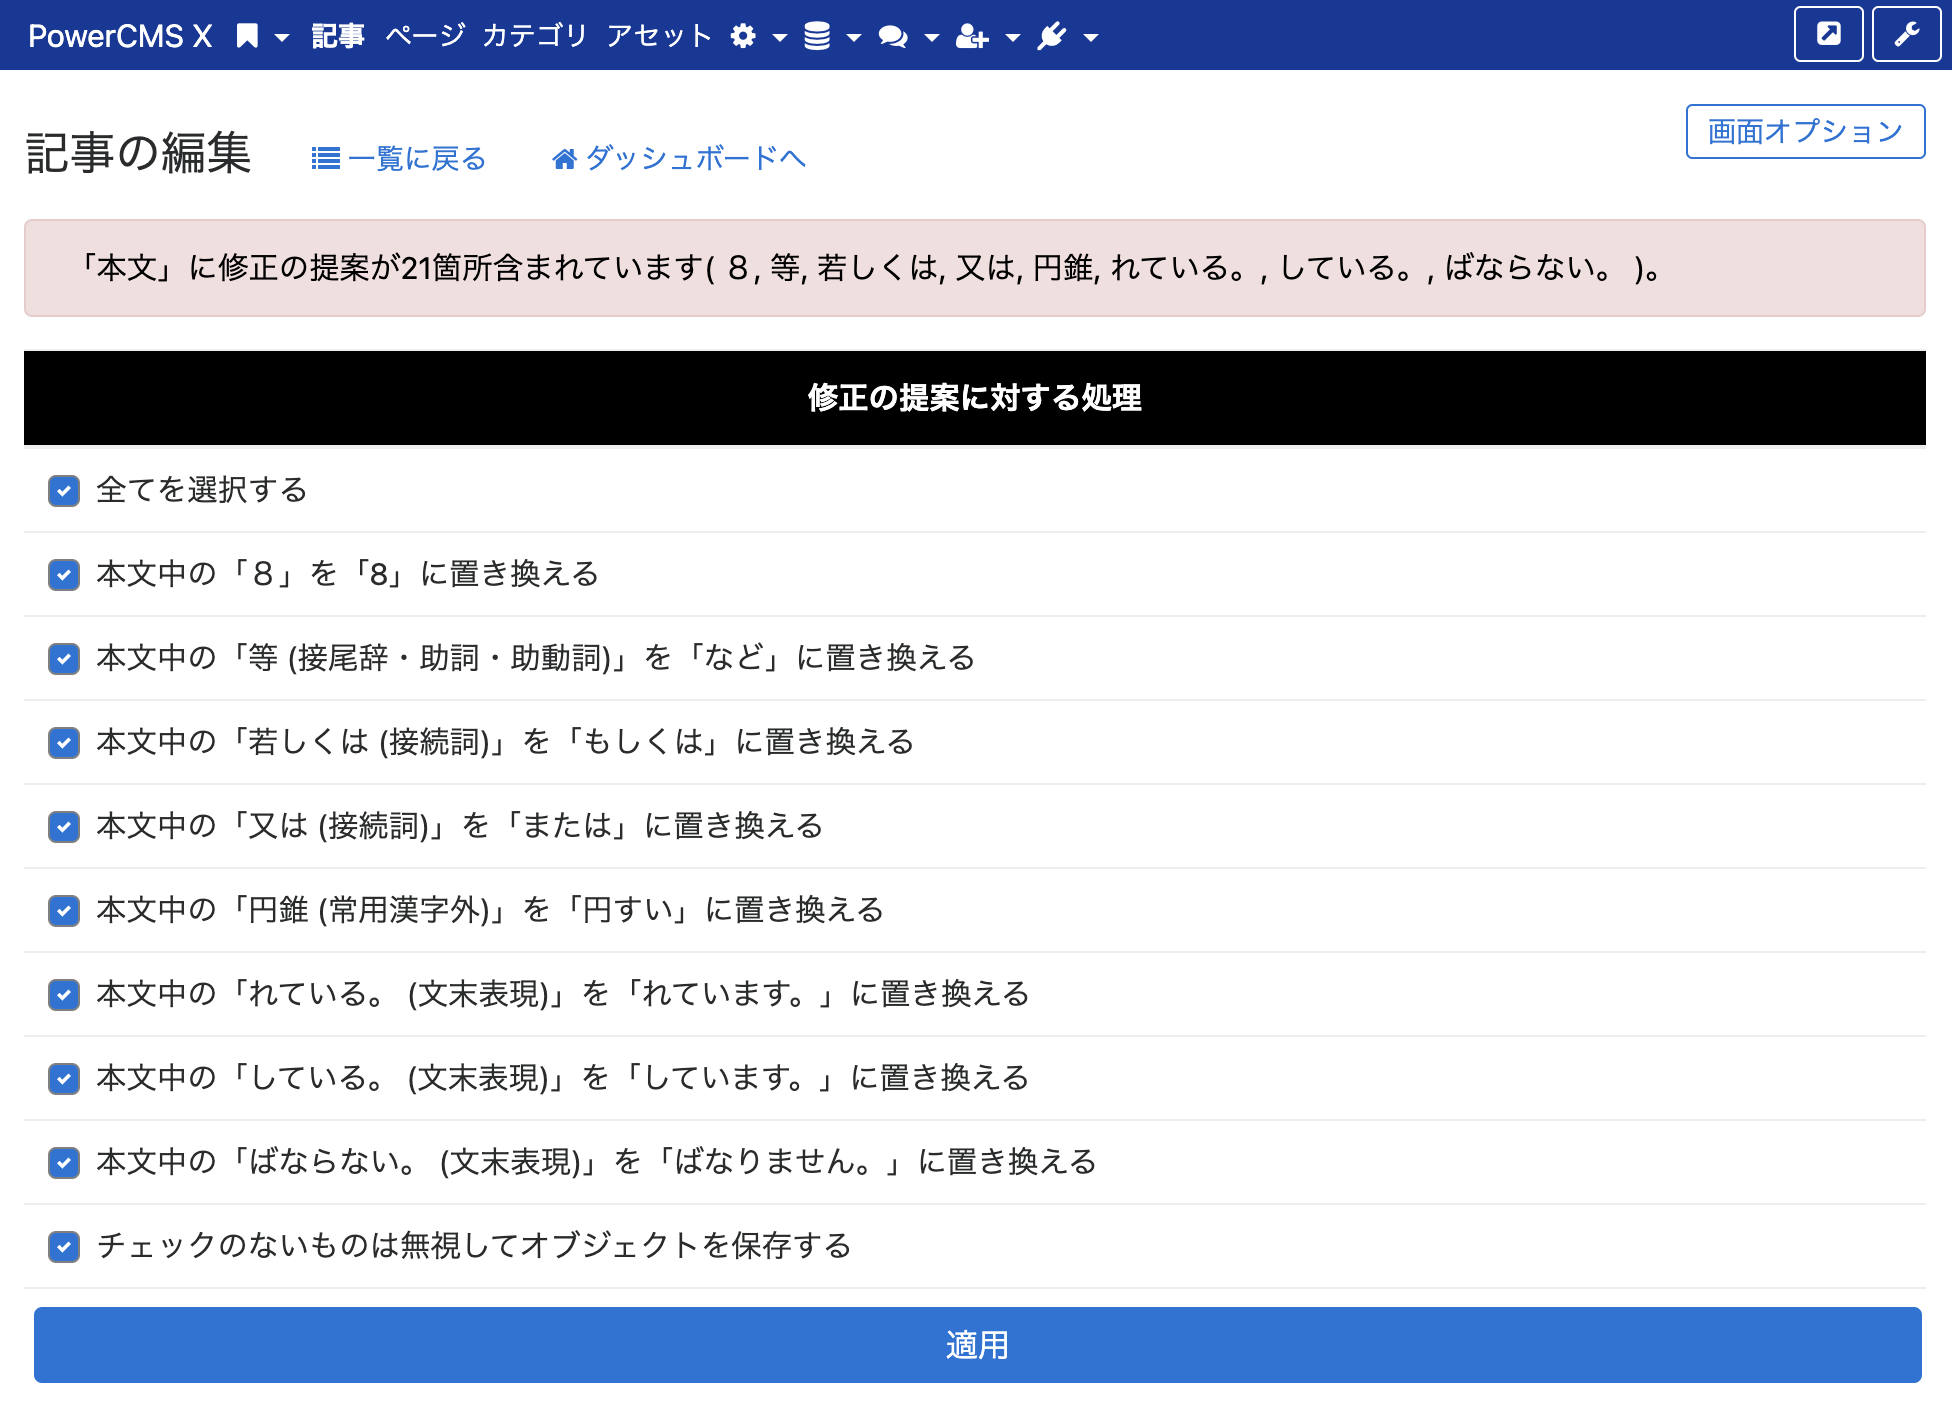 PowerCMS X 記事 ページ カテゴリ アセット
記事の編集 一覧に戻る ダッシュボードへ 画面オプション
「本文」に修正の提案が21箇所含まれています( ８, 等, 若しくは, 又は, 円錐, れている。, している。, ばならない。 )。
修正の提案に対する処理
全てを選択する
本文中の「８」を「8」に置き換える
本文中の「等 (接尾辞・助詞・助動詞)」を「など」に置き換える
本文中の「若しくは (接続詞)」を「もしくは」に置き換える
本文中の「又は (接続詞)」を「または」に置き換える
本文中の「円錐 (常用漢字外)」を「円すい」に置き換える
本文中の「れている。 (文末表現)」を「れています。」に置き換える
本文中の「している。 (文末表現)」を「しています。」に置き換える
本文中の「ばならない。 (文末表現)」を「ばなりません。」に置き換える
チェックのないものは無視してオブジェクトを保存する
適用